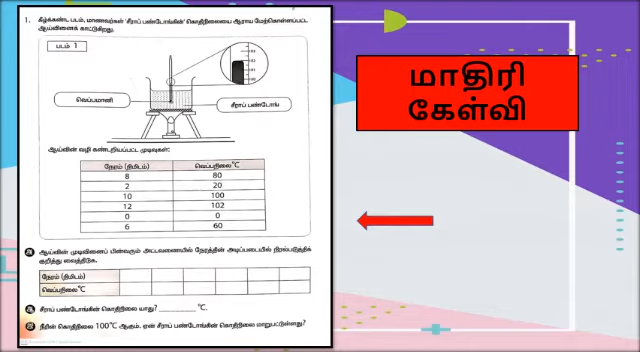 1. கீழ்க்கண்ட படம், மாணவர்கள் 'சீராப் பண்டோங்கின்' கொதிநிலையை ஆராய மேற்கொள்ளப்பட்ட
ஆய்வினைக் காட்டுகிறது.
படம் 1
வெப்பமானி
சீராப் பண்டோங்
ஆய்வின் வழி கண்டறியப்பட்ட முடிவுகள்:
நேரம் (நிமிடம்) வெப்பநிலை °C
8 80
2 20
10 100
12 102
0 0
6 60
ஆய்வின் முடிவினைப் பின்வரும் அட்டவணையில் நேரத்தின் அடிப்படையில் நிரல்படுத்திக்
குறித்து வைத்திடுக.
நேரம் (நிமிடம்)
வெப்பநிலை °C
சீராப் பண்டோங்கின் கொதிநிலை யாது? ________ °C.
நீரின் கொதிநிலை 100°C ஆகும். ஏன் சீராப் பண்டோங்கின் கொதிநிலை மாறுபட்டுள்ளது?
மாதிரி
கேள்வி